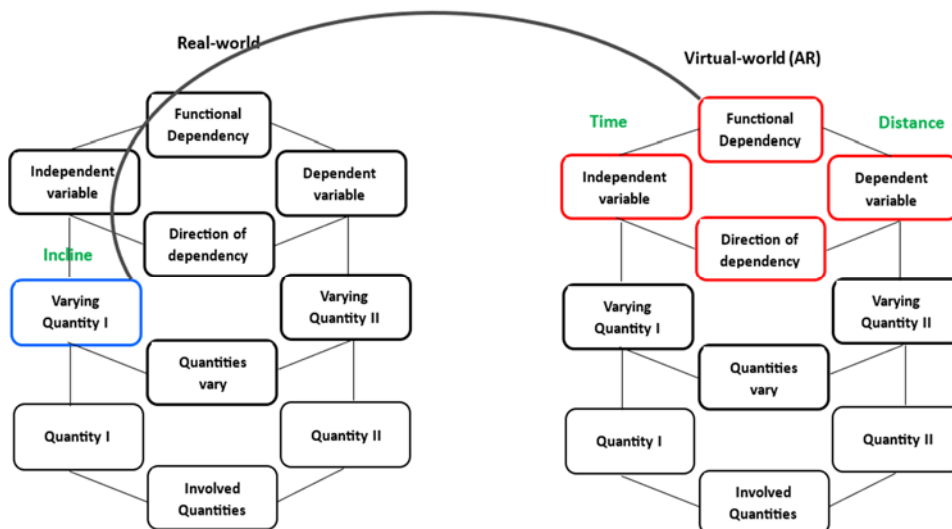 Real-world
Functional
Dependency
Independent
variable
Dependent
variable
Direction of
dependency
Incline
Varying
Quantity I
Varying
Quantity II
Quantities
vary
Quantity I
Quantity II
Involved
Quantities
Virtual-world (AR)
Time
Functional
Dependency
Distance
Independent
variable
Dependent
variable
Direction of
dependency
Varying
Quantity I
Varying
Quantity II
Quantities
vary
Quantity I
Quantity II
Involved
Quantities